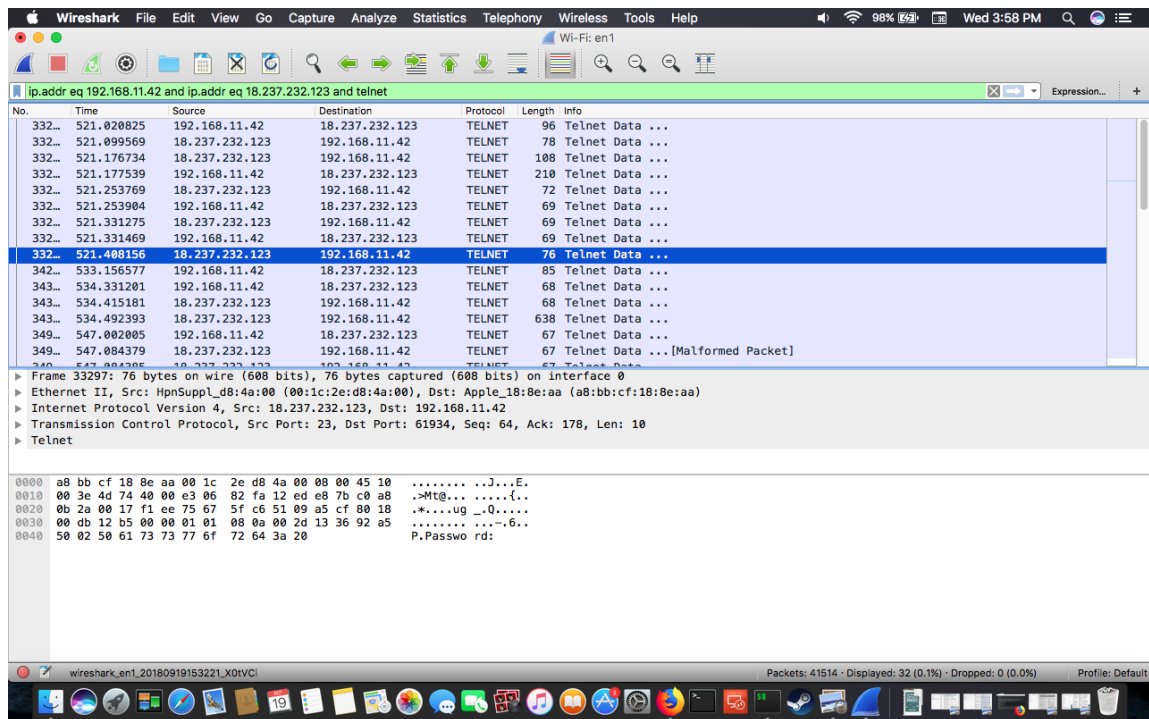 Wireshark File Edit View Go Capture Analyze Statistics Telephony Wireless Tools Help 98% Wed 3:58 PM
Wi-Fi: en1
ip.addr eq 192.168.11.42 and ip.addr eq 18.237.232.123 and telnet Expression... +
No. Time Source Destination Protocol Length Info
332… 521.020825 192.168.11.42 18.237.232.123 TELNET 96 Telnet Data ...
332… 521.099569 18.237.232.123 192.168.11.42 TELNET 78 Telnet Data ...
332… 521.176734 18.237.232.123 192.168.11.42 TELNET 108 Telnet Data ...
332… 521.177539 192.168.11.42 18.237.232.123 TELNET 210 Telnet Data ...
332… 521.253769 18.237.232.123 192.168.11.42 TELNET 72 Telnet Data ...
332… 521.253904 192.168.11.42 18.237.232.123 TELNET 69 Telnet Data ...
332… 521.331275 18.237.232.123 192.168.11.42 TELNET 69 Telnet Data ...
332… 521.331469 192.168.11.42 18.237.232.123 TELNET 69 Telnet Data ...
332… 521.408156 18.237.232.123 192.168.11.42 TELNET 76 Telnet Data ...
342… 533.156577 192.168.11.42 18.237.232.123 TELNET 85 Telnet Data ...
343… 534.331201 192.168.11.42 18.237.232.123 TELNET 68 Telnet Data ...
343… 534.415181 192.168.11.42 18.237.232.123 TELNET 68 Telnet Data ...
343… 534.492393 18.237.232.123 192.168.11.42 TELNET 638 Telnet Data ...
349… 547.002005 192.168.11.42 18.237.232.123 TELNET 67 Telnet Data ...
349… 547.084379 18.237.232.123 192.168.11.42 TELNET 67 Telnet Data ...[Malformed Packet]
Frame 33297: 76 bytes on wire (608 bits), 76 bytes captured (608 bits) on interface 0
Ethernet II, Src: HpnSuppl_d8:4a:00 (00:1c:2e:d8:4a:00), Dst: Apple_18:8e:aa (a8:bb:cf:18:8e:aa)
Internet Protocol Version 4, Src: 18.237.232.123, Dst: 192.168.11.42
Transmission Control Protocol, Src Port: 23, Dst Port: 61934, Seq: 64, Ack: 178, Len: 10
Telnet
0000 a8 bb cf 18 8e aa 00 1c 2e d8 4a 00 08 00 45 10 ........ ..J...E.
0010 00 3e 4d 74 40 00 e3 06 82 fa 12 ed e8 7b c0 a8 .>Mt@... .....{..
0020 0b 2a 00 17 f1 ee 75 67 5f c6 51 09 a5 cf 80 18 .*....ug _.Q.....
0030 00 db 12 b5 00 00 01 01 08 0a 00 2d 13 36 92 a5 ........ ...-.6..
0040 50 02 50 61 73 73 77 6f 72 64 3a 20 P.Passwo rd:
wireshark_en1_20180919153221_X0tVCi Packets: 41514 · Displayed: 32 (0.1%) · Dropped: 0 (0.0%) Profile: Default
SEP
19